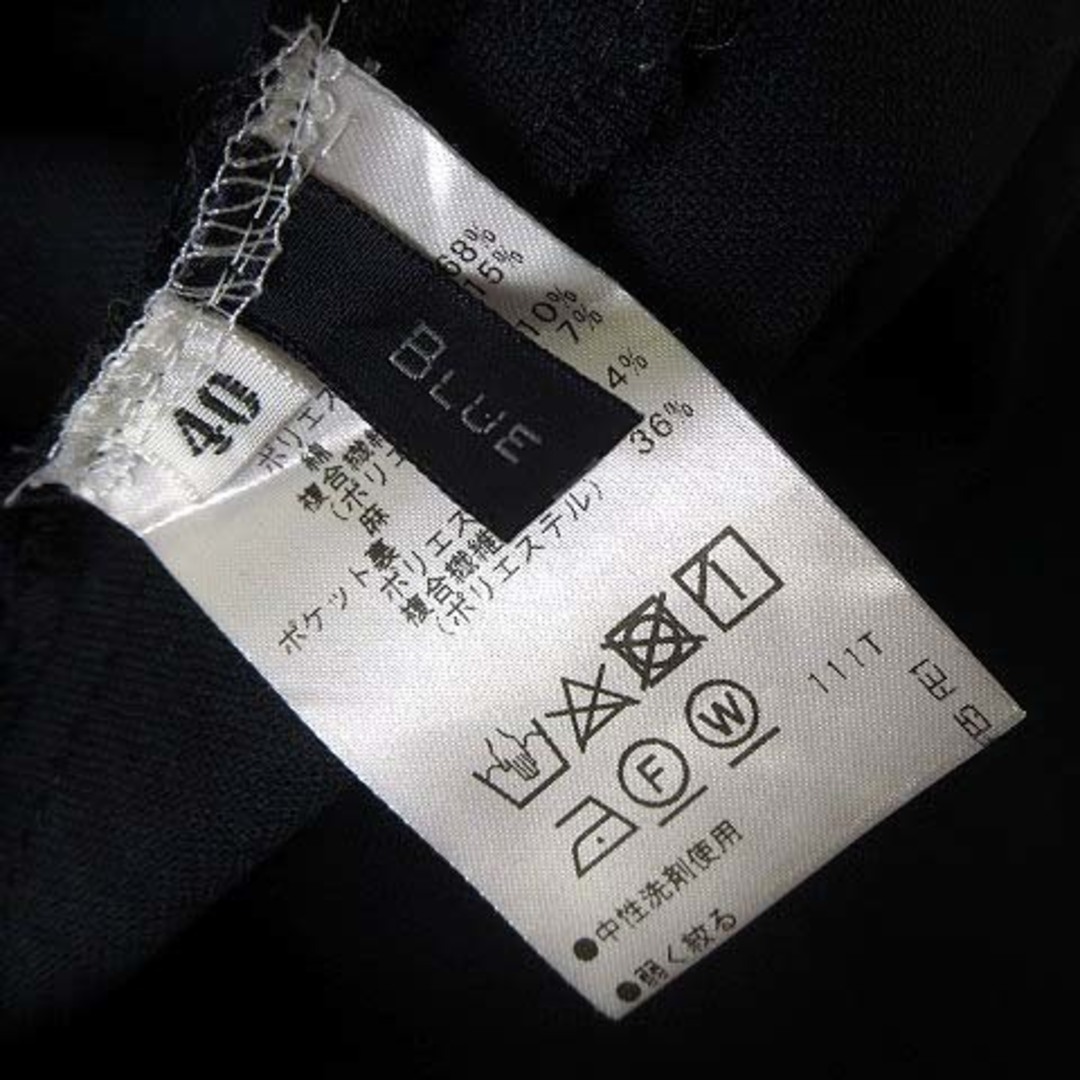 40
BLUE
68%
15%
10%
7%
4%
36%
ポリエス
綿
複合繊維
(ポリエ
麻
ポケット裏
ポリエス
複合繊維
(ポリエステル)
1
F
W
111T
●中性洗剤使用
●弱く絞る